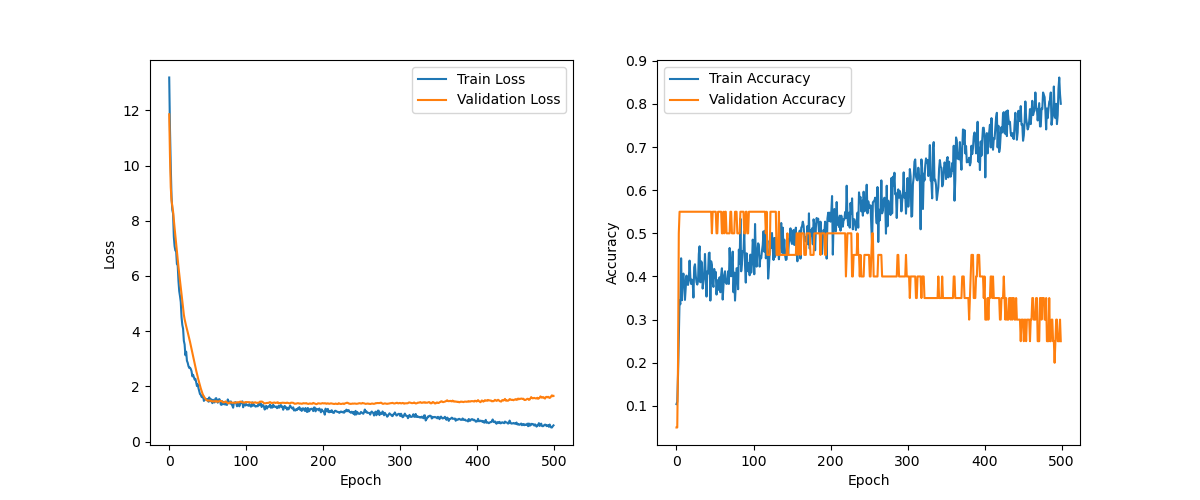 Train Loss
Validation Loss
12
10
8
6
4
2
0
Loss
0 100 200 300 400 500
Epoch
Train Accuracy
Validation Accuracy
0.9
0.8
0.7
0.6
0.5
0.4
0.3
0.2
0.1
Accuracy
0 100 200 300 400 500
Epoch